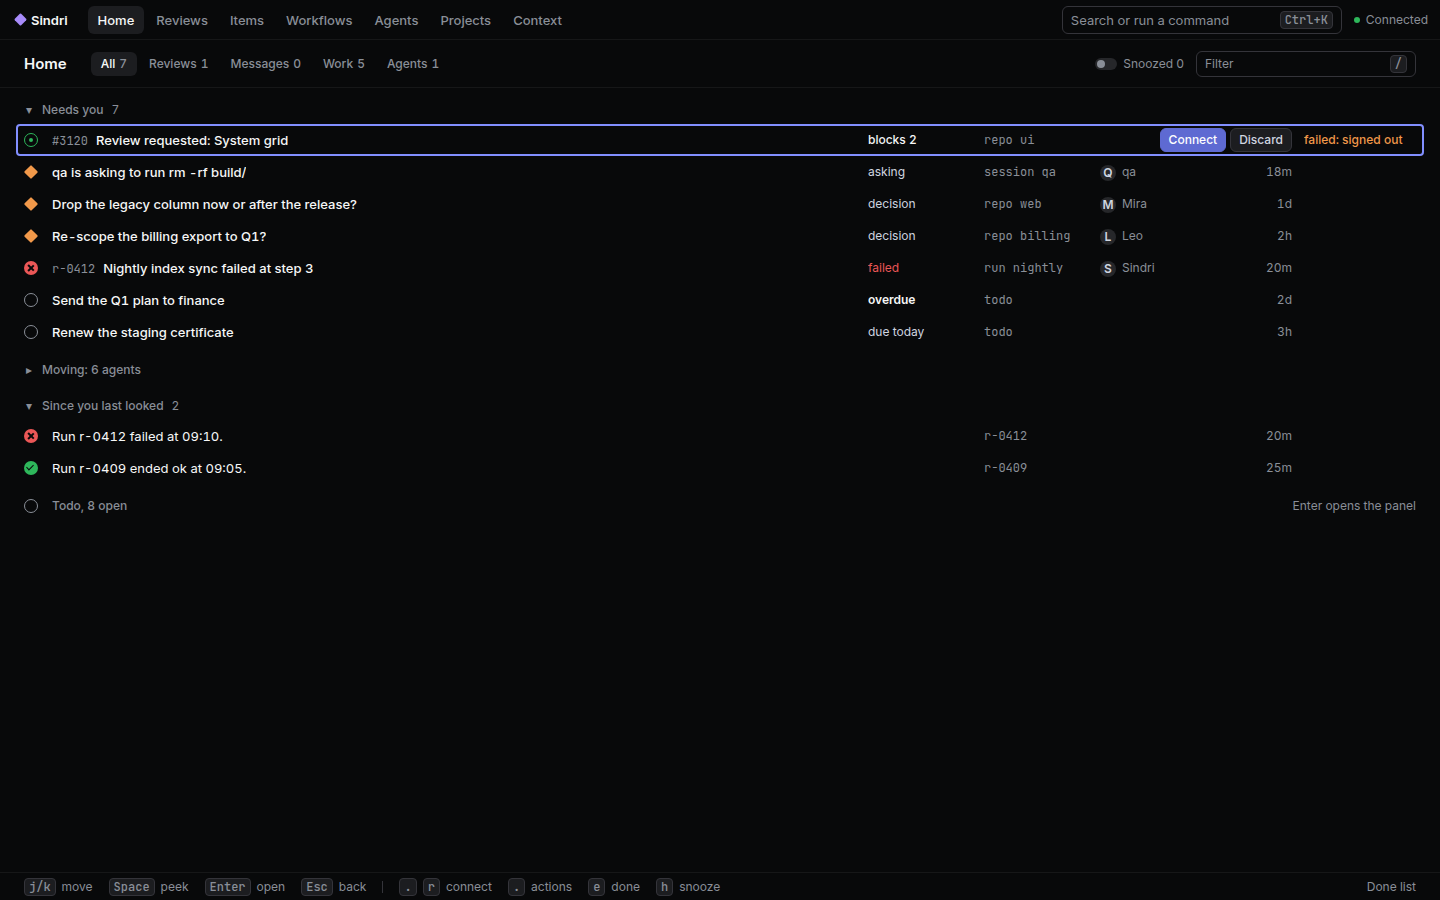 Sindri Home Reviews Items Workflows Agents Projects Context Search or run a command Ctrl+K Connected
Home All 7 Reviews 1 Messages 0 Work 5 Agents 1 Snoozed 0 Filter /
Needs you 7
#3120 Review requested: System grid blocks 2 repo ui Connect Discard failed: signed out
qa is asking to run rm -rf build/ asking session qa Q qa 18m
Drop the legacy column now or after the release? decision repo web M Mira 1d
Re-scope the billing export to Q1? decision repo billing L Leo 2h
r-0412 Nightly index sync failed at step 3 failed run nightly S Sindri 20m
Send the Q1 plan to finance overdue todo 2d
Renew the staging certificate due today todo 3h
Moving: 6 agents
Since you last looked 2
Run r-0412 failed at 09:10. r-0412 20m
Run r-0409 ended ok at 09:05. r-0409 25m
Todo, 8 open Enter opens the panel
j/k move Space peek Enter open Esc back . r connect . actions e done h snooze Done list